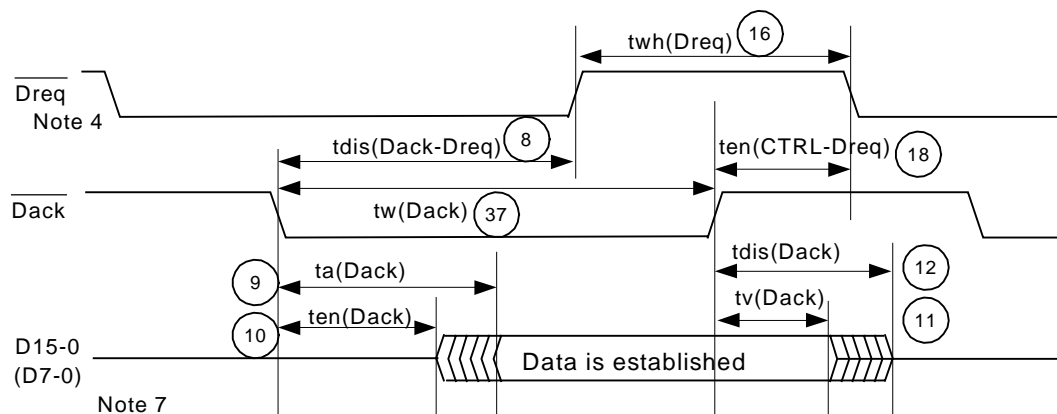 twh(Dreq) 16
Dreq
Note 4
tdis(Dack-Dreq) 8
ten(CTRL-Dreq) 18
Dack
tw(Dack) 37
tdis(Dack) 12
9 ta(Dack)
tv(Dack) 11
10 ten(Dack)
D15-0
(D7-0)
Data is established
Note 7